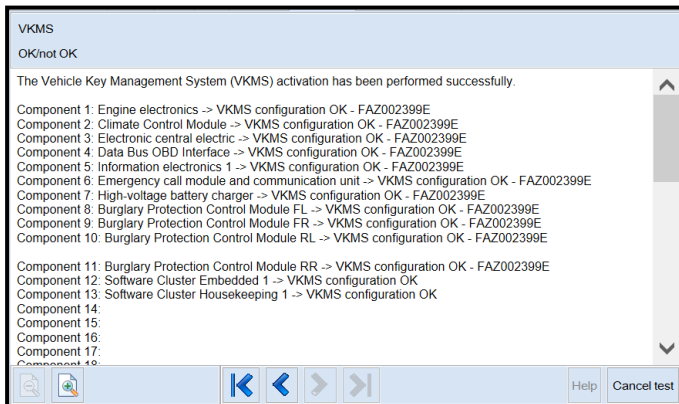 VKMS
OK/not OK
The Vehicle Key Management System (VKMS) activation has been performed successfully.
Component 1: Engine electronics -> VKMS configuration OK - FAZ002399E
Component 2: Climate Control Module -> VKMS configuration OK - FAZ002399E
Component 3: Electronic central electric -> VKMS configuration OK - FAZ002399E
Component 4: Data Bus OBD Interface -> VKMS configuration OK - FAZ002399E
Component 5: Information electronics 1 -> VKMS configuration OK - FAZ002399E
Component 6: Emergency call module and communication unit -> VKMS configuration OK - FAZ002399E
Component 7: High-voltage battery charger -> VKMS configuration OK - FAZ002399E
Component 8: Burglary Protection Control Module FL -> VKMS configuration OK - FAZ002399E
Component 9: Burglary Protection Control Module FR -> VKMS configuration OK - FAZ002399E
Component 10: Burglary Protection Control Module RL -> VKMS configuration OK - FAZ002399E
Component 11: Burglary Protection Control Module RR -> VKMS configuration OK - FAZ002399E
Component 12: Software Cluster Embedded 1 -> VKMS configuration OK
Component 13: Software Cluster Housekeeping 1 -> VKMS configuration OK
Component 14:
Component 15:
Component 16:
Component 17:
Component 18:
Help Cancel test